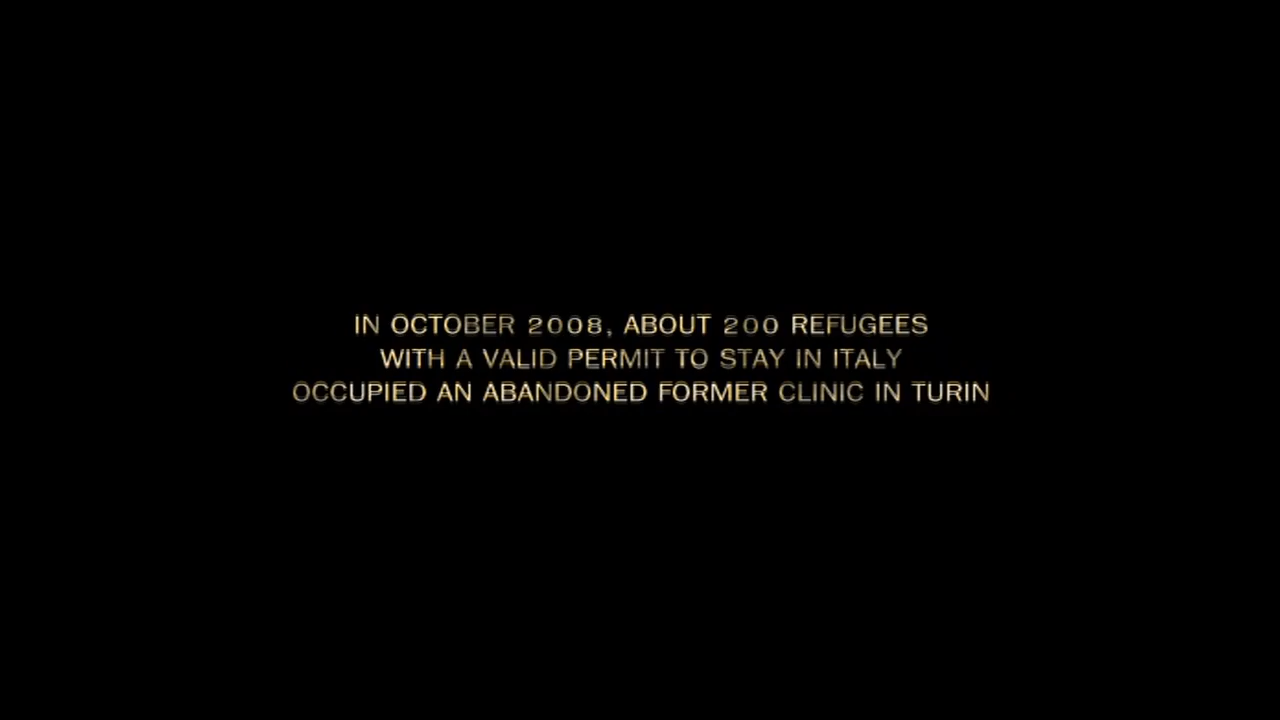 IN OCTOBER 2008, ABOUT 200 REFUGEES
WITH A VALID PERMIT TO STAY IN ITALY
OCCUPIED AN ABANDONED FORMER CLINIC IN TURIN